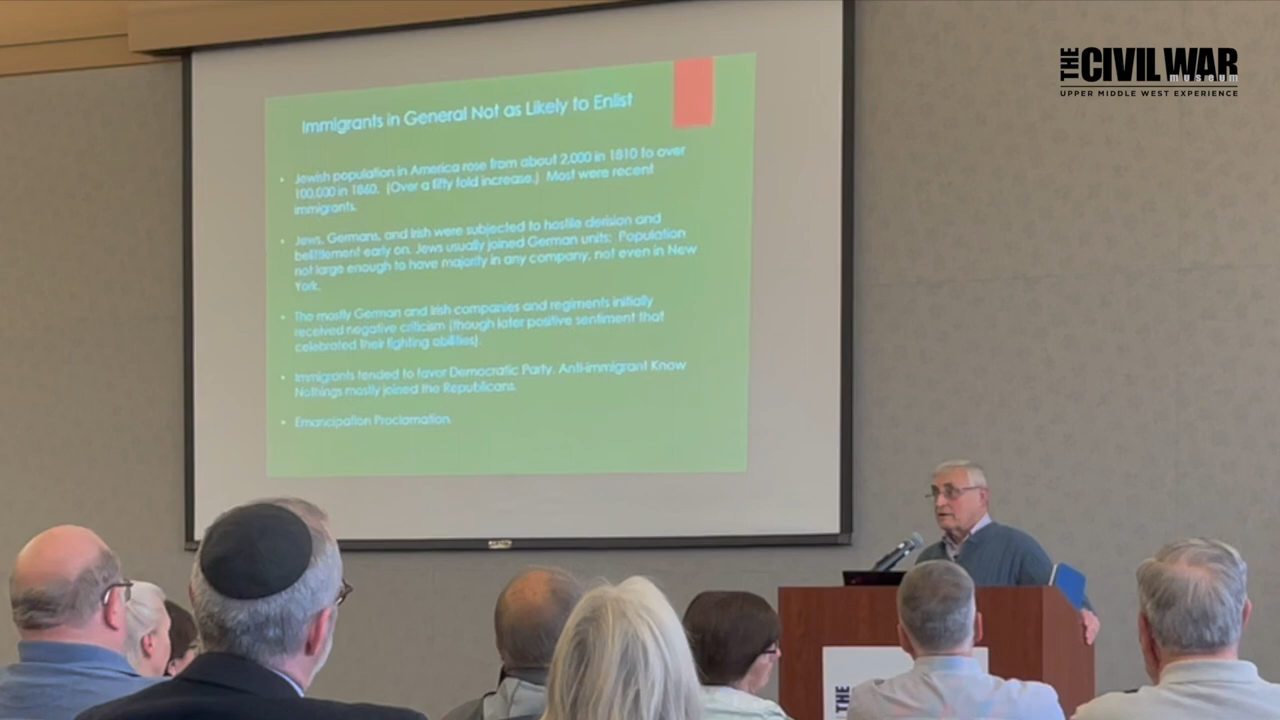 THE CIVIL WAR
museum
UPPER MIDDLE WEST EXPERIENCE
Immigrants in General Not as Likely to Enlist
• Jewish population in America rose from about 2,000 in 1810 to over
100,000 in 1860. (Over a fifty fold increase.) Most were recent
immigrants.
• Jews, Germans, and Irish were subjected to hostile derision and
belittlement early on. Jews usually joined German units: Population
not large enough to have majority in any company, not even in New
York.
• The mostly German and Irish companies and regiments initially
received negative criticism (though later positive sentiment that
celebrated their fighting abilities)
• Immigrants tended to favor Democratic Party. Anti-immigrant Know
Nothings mostly joined the Republicans.
• Emancipation Proclamation.
THE